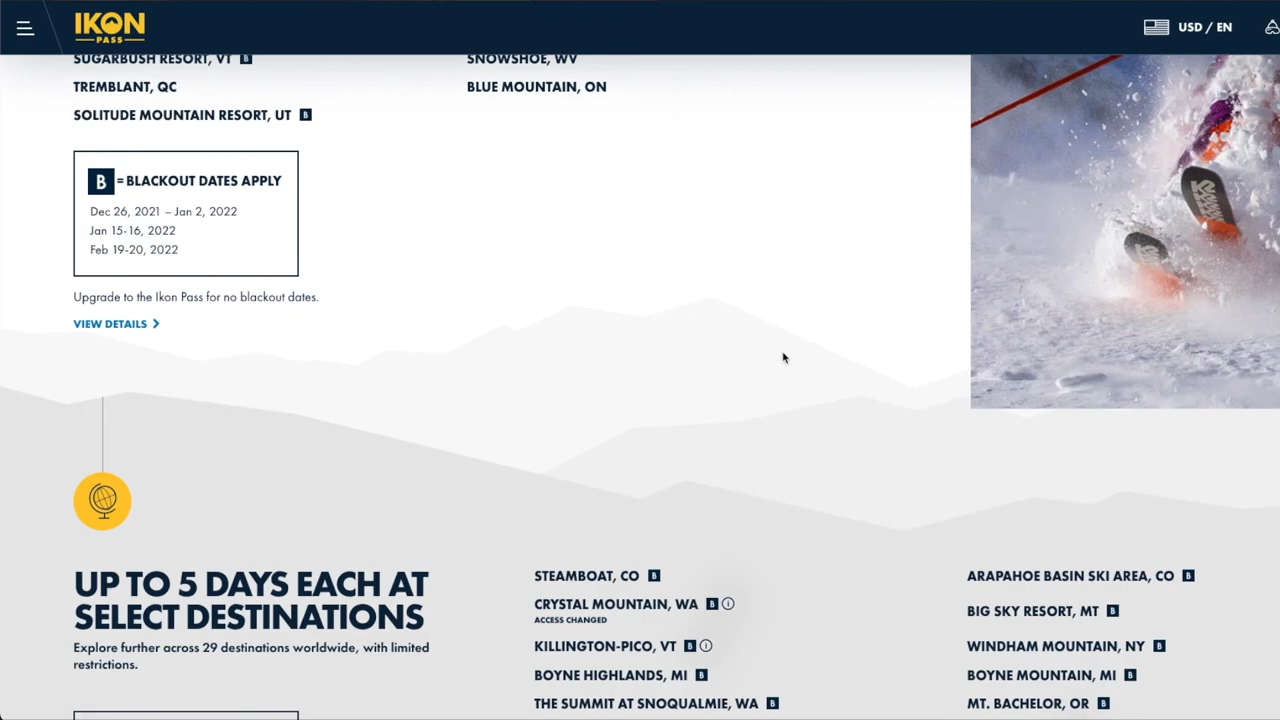 IKON
PASS
USD / EN
SUGARBUSH RESORT, VT B
TREMBLANT, QC
SOLITUDE MOUNTAIN RESORT, UT B
SNOWSHOE, WV
BLUE MOUNTAIN, ON
B = BLACKOUT DATES APPLY
Dec 26, 2021 – Jan 2, 2022
Jan 15-16, 2022
Feb 19-20, 2022
Upgrade to the Ikon Pass for no blackout dates.
VIEW DETAILS
UP TO 5 DAYS EACH AT
SELECT DESTINATIONS
Explore further across 29 destinations worldwide, with limited
restrictions.
STEAMBOAT, CO B
CRYSTAL MOUNTAIN, WA B
ACCESS CHANGED
KILLINGTON-PICO, VT B
BOYNE HIGHLANDS, MI B
THE SUMMIT AT SNOQUALMIE, WA B
ARAPAHOE BASIN SKI AREA, CO B
BIG SKY RESORT, MT B
WINDHAM MOUNTAIN, NY B
BOYNE MOUNTAIN, MI B
MT. BACHELOR, OR B